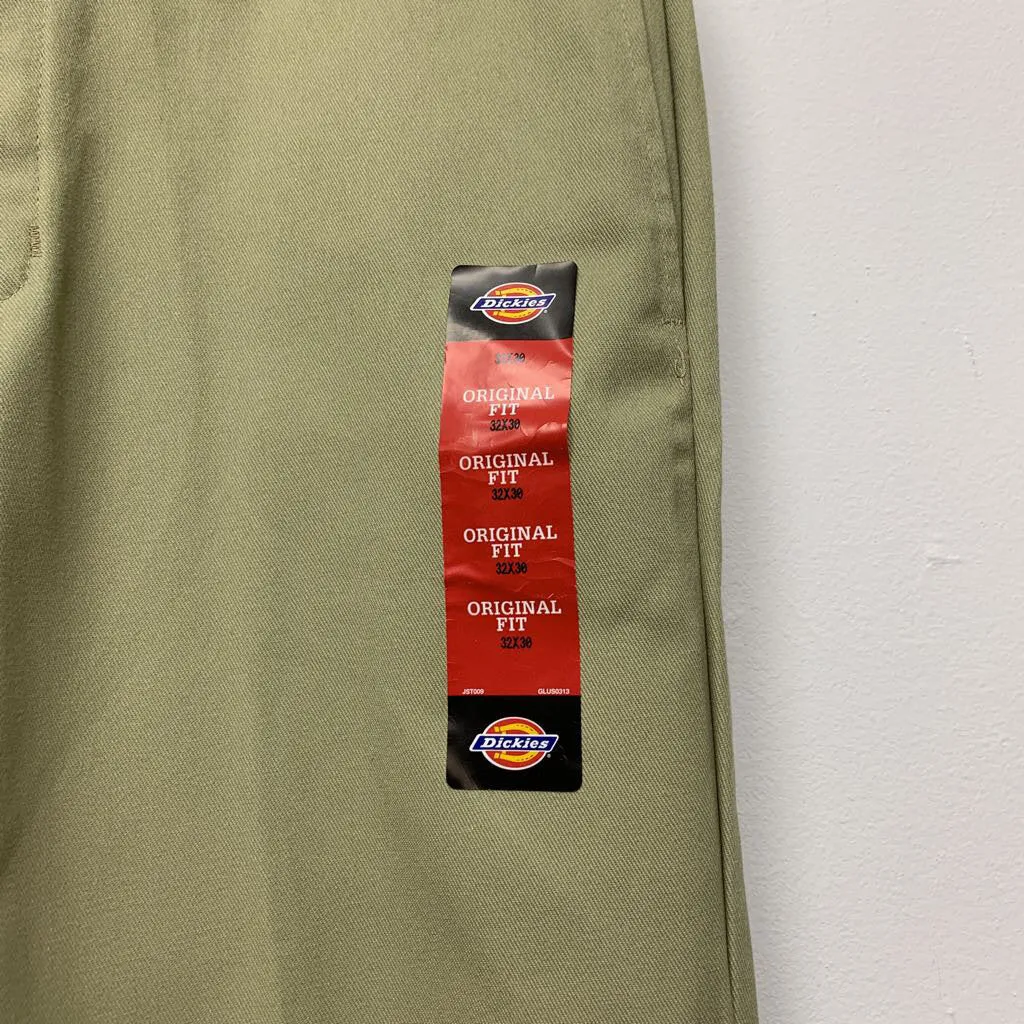 Dickies
ORIGINAL
FIT
32X30
ORIGINAL
FIT
32X30
ORIGINAL
FIT
32X30
ORIGINAL
FIT
32X30
JST009 GLUS0313
Dickies